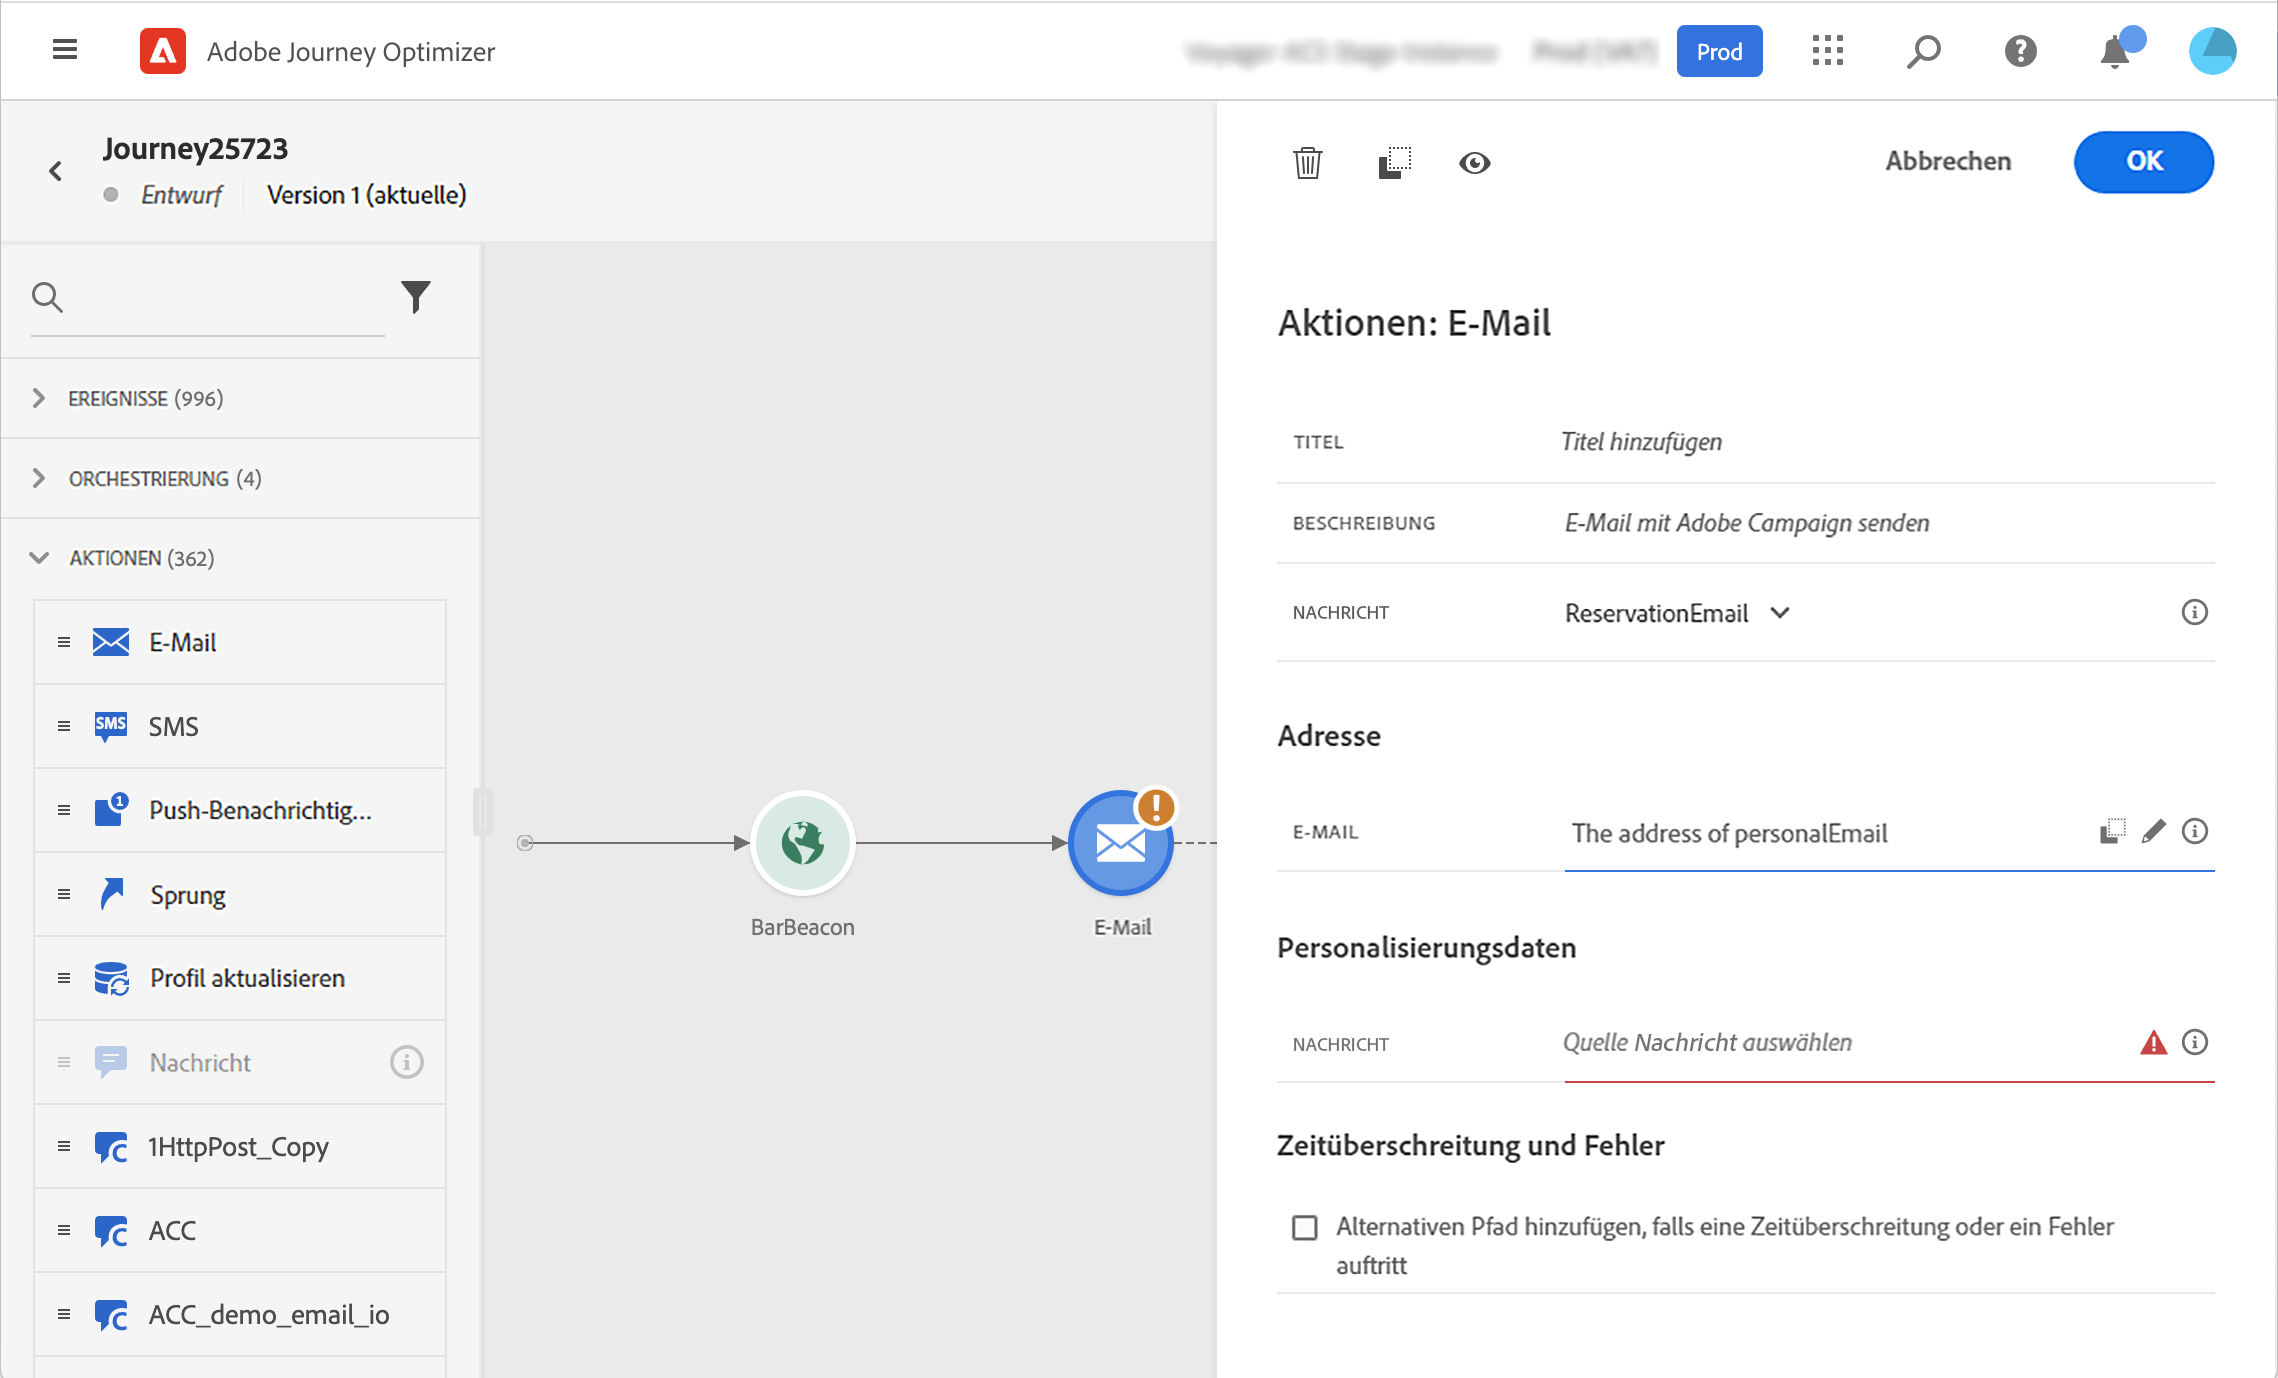 Adobe Journey Optimizer
Prod
Journey25723
Entwurf
Version 1 (aktuelle)
Abbrechen
OK
EREIGNISSE (996)
ORCHESTRIERUNG (4)
AKTIONEN (362)
E-Mail
SMS
SMS
1
Push-Benachrichtig...
Sprung
Profil aktualisieren
Nachricht
1HttpPost_Copy
ACC
ACC_demo_email_io
BarBeacon
E-Mail
Aktionen: E-Mail
TITEL
Titel hinzufügen
BESCHREIBUNG
E-Mail mit Adobe Campaign senden
NACHRICHT
ReservationEmail
Adresse
E-MAIL
The address of personalEmail
Personalisierungsdaten
NACHRICHT
Quelle Nachricht auswählen
Zeitüberschreitung und Fehler
Alternativen Pfad hinzufügen, falls eine Zeitüberschreitung oder ein Fehler
auftritt